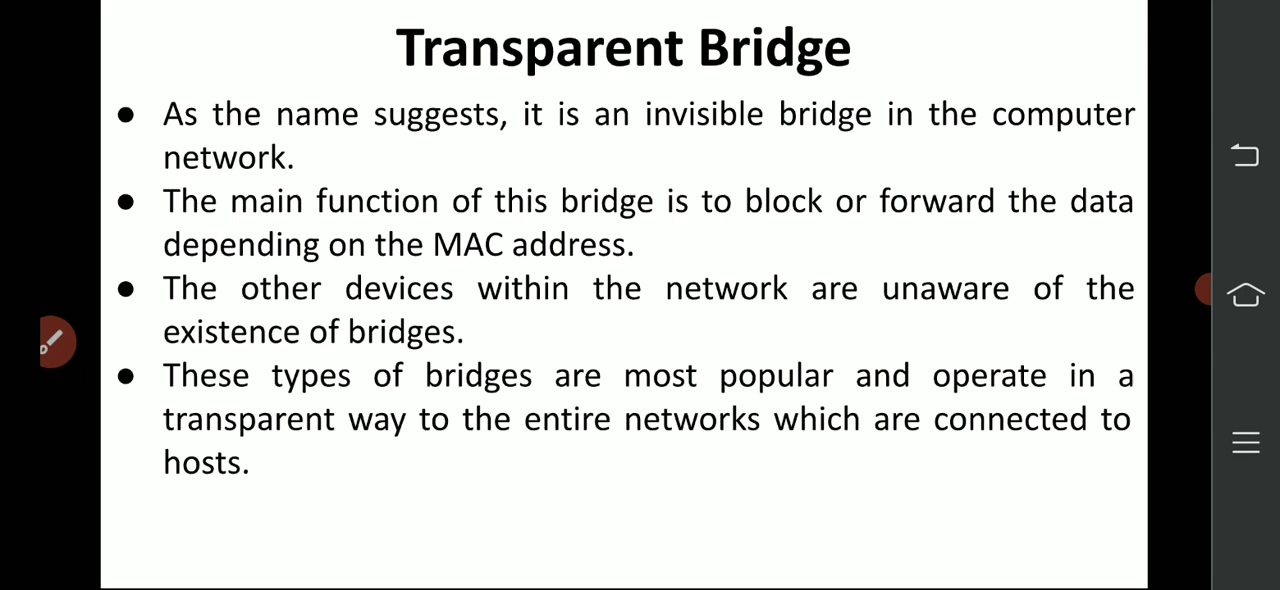 Transparent Bridge
● As the name suggests, it is an invisible bridge in the computer
network.
● The main function of this bridge is to block or forward the data
depending on the MAC address.
● The other devices within the network are unaware of the
existence of bridges.
● These types of bridges are most popular and operate in a
transparent way to the entire networks which are connected to
hosts.